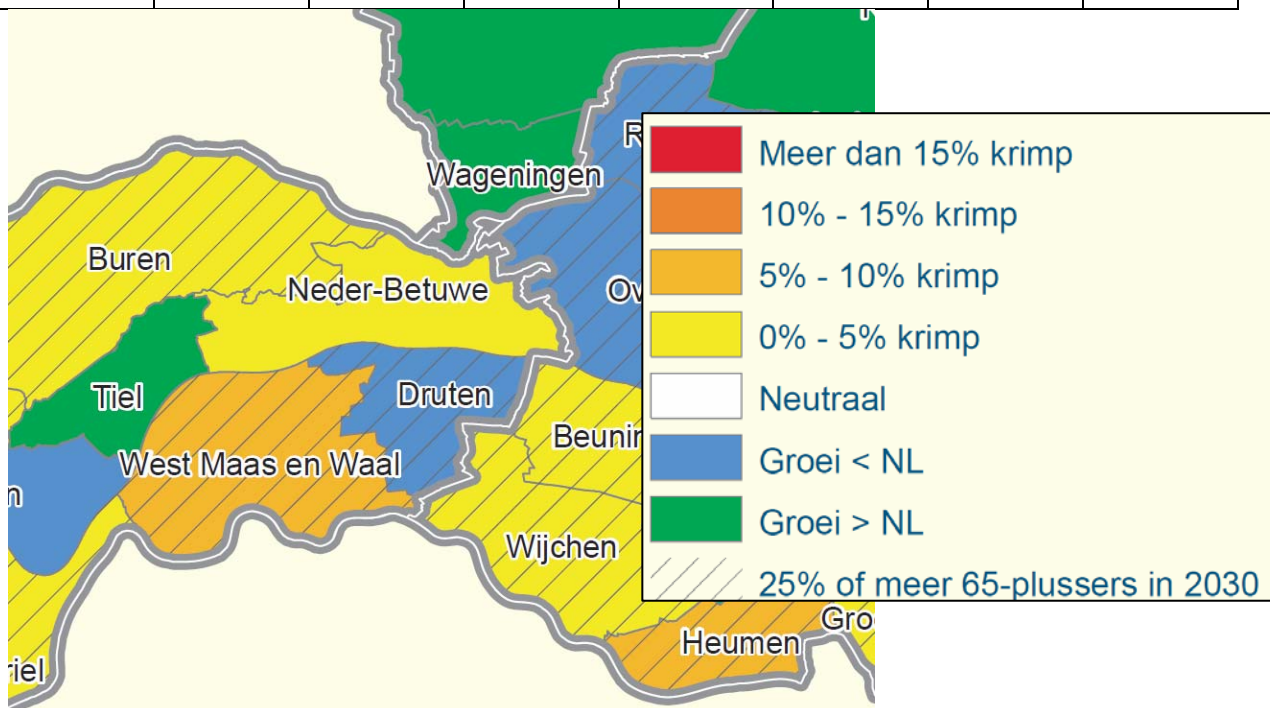 Wageningen
Buren
Neder-Betuwe
Tiel
Druten
West Maas en Waal
Wijchen
Heumen
Meer dan 15% krimp
10% - 15% krimp
5% - 10% krimp
0% - 5% krimp
Neutraal
Groei < NL
Groei > NL
25% of meer 65-plussers in 2030